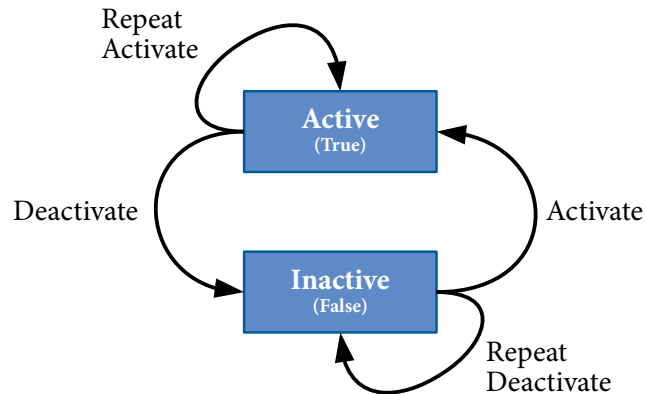 Repeat
Activate
Active
(True)
Deactivate
Activate
Inactive
(False)
Repeat
Deactivate